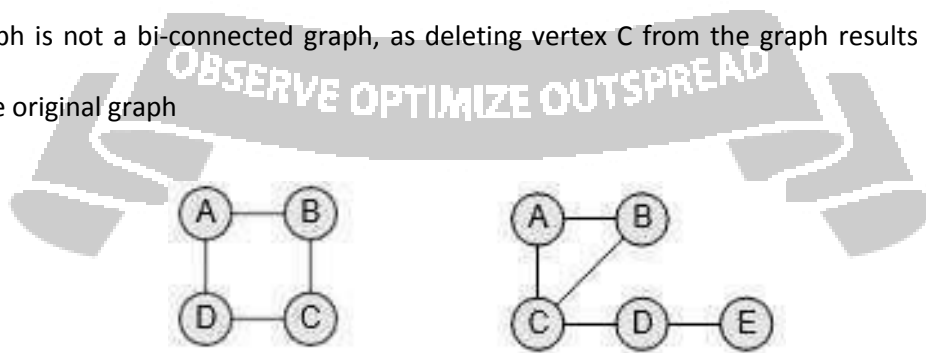 ph is not a bi-connected graph, as deleting vertex C from the graph results
OBSERVE OPTIMIZE OUTSPREAD
e original graph
A B
A B
D C
C D E